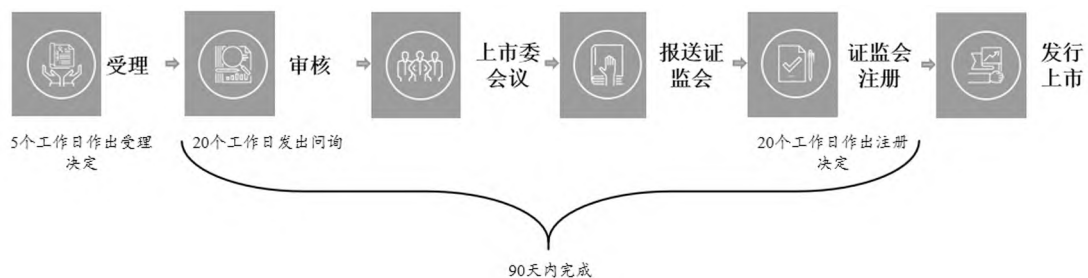 受理
审核
上市委
会议
报送证
监会
证监会
注册
发行
上市
5个工作日作出受理
决定
20个工作日发出问询
20个工作日作出注册
决定
90天内完成